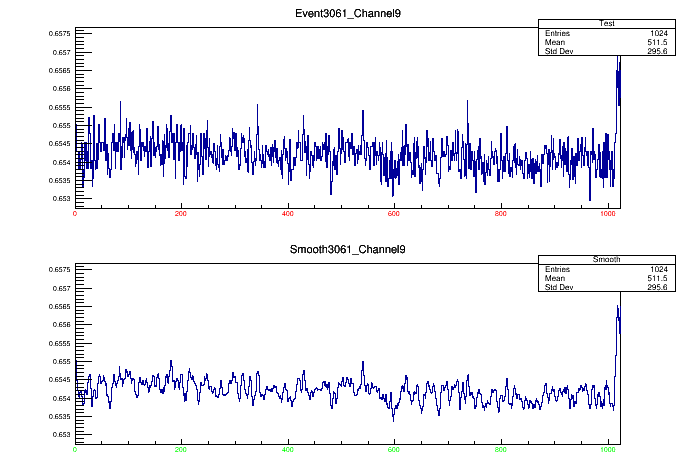 Event3061_Channel9
Test
Entries 1024
Mean 511.5
Std Dev 295.6
0.6575
0.657
0.6565
0.656
0.6555
0.655
0.6545
0.654
0.6535
0.653
0 200 400 600 800 1000
Smooth3061_Channel9
Smooth
Entries 1024
Mean 511.5
Std Dev 295.6
0.6575
0.657
0.6565
0.656
0.6555
0.655
0.6545
0.654
0.6535
0.653
0 200 400 600 800 1000